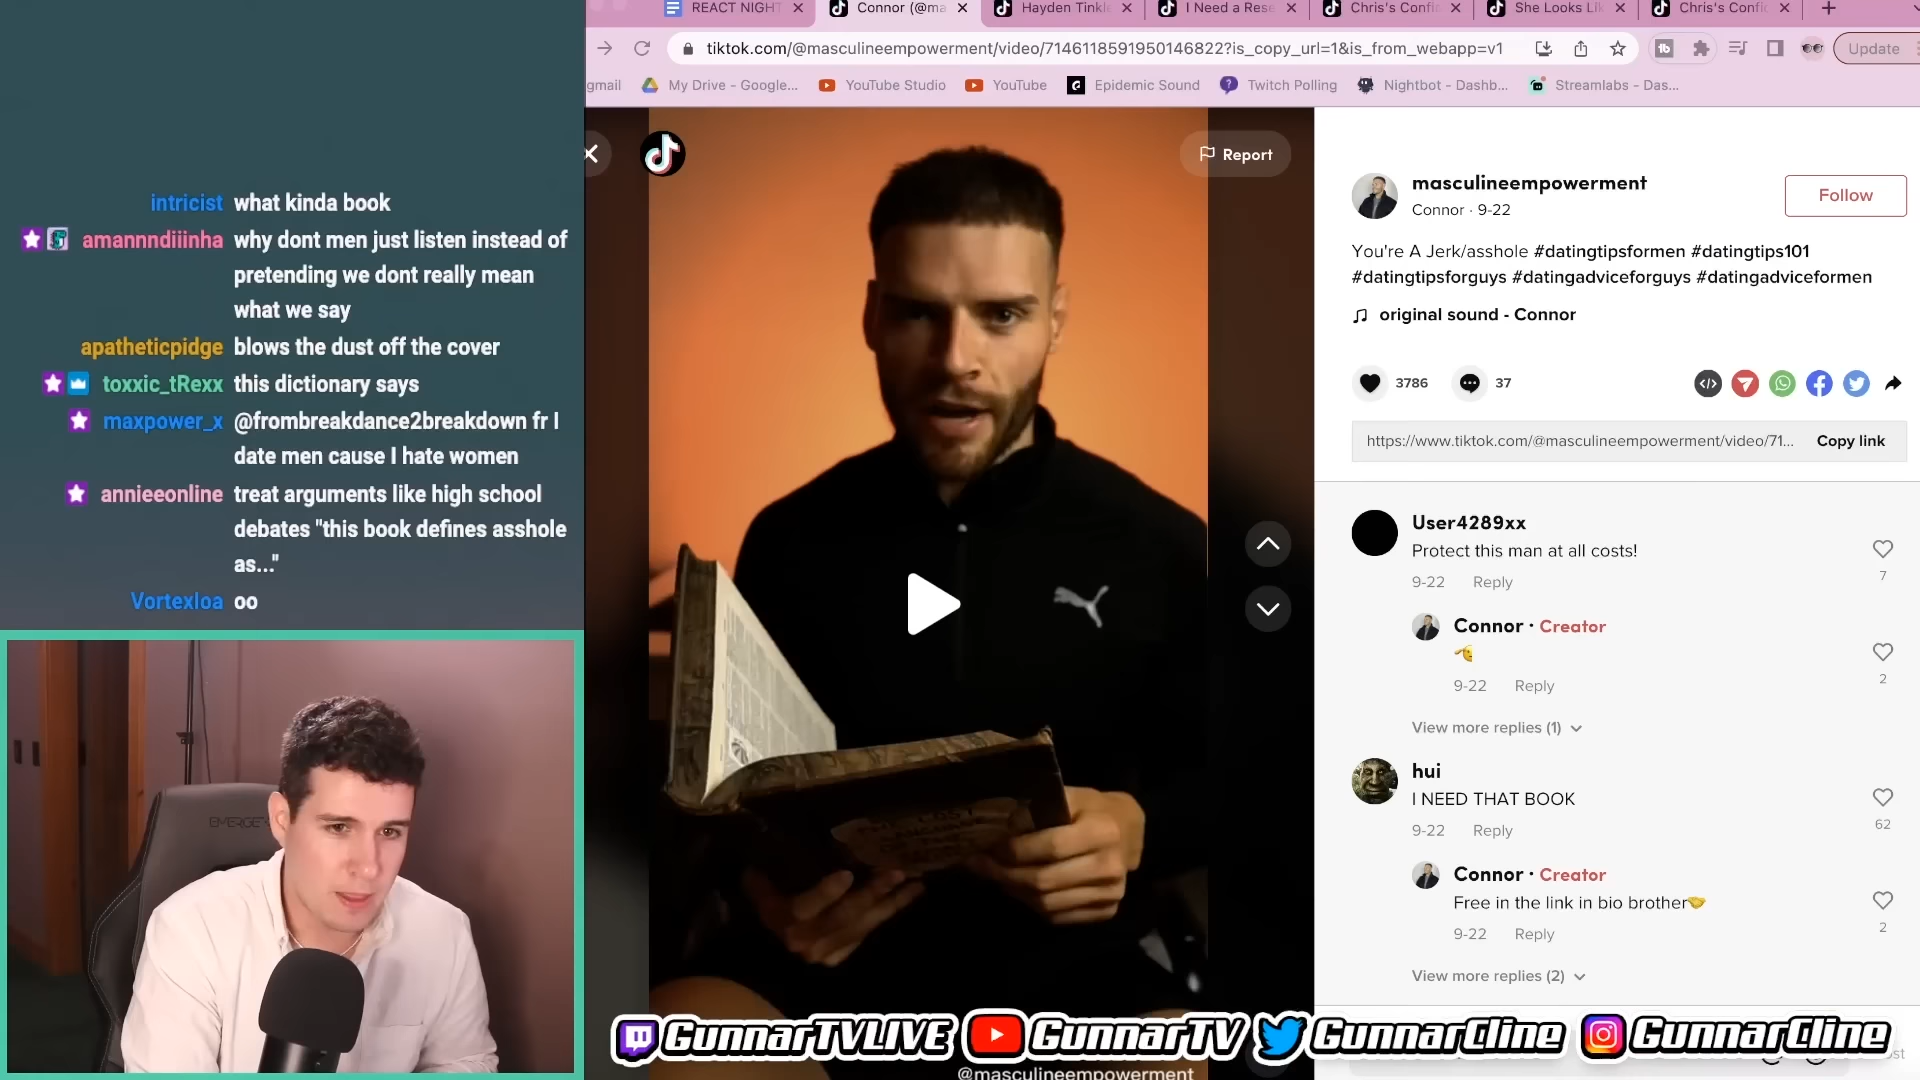 REACT NIGHT
Connor (@ma
Hayden Tinkl
I Need a Rese
Chris's Confi
She Looks Lik
Chris's Confi
tiktok.com/@masculineempowerment/video/7146118591950146822?is_copy_url=1&is_from_webapp=v1
Update
gmail
My Drive - Google...
YouTube Studio
YouTube
Epidemic Sound
Twitch Polling
Nightbot - Dashb...
Streamlabs - Das...
intricist what kinda book
amannndiiinha why dont men just listen instead of
pretending we dont really mean
what we say
apatheticpidge blows the dust off the cover
toxxic_tRexx this dictionary says
maxpower_x @frombreakdance2breakdown fr I
date men cause I hate women
annieeonline treat arguments like high school
debates "this book defines asshole
as..."
Vortexloa oo
EMERGE
Report
masculineempowerment
Connor · 9-22
Follow
You're A Jerk/asshole #datingtipsformen #datingtips101
#datingtipsforguys #datingadviceforguys #datingadviceformen
original sound - Connor
3786
37
https://www.tiktok.com/@masculineempowerment/video/71...
Copy link
User4289xx
Protect this man at all costs!
9-22 Reply
7
Connor · Creator
🫡
9-22 Reply
2
View more replies (1)
hui
I NEED THAT BOOK
9-22 Reply
62
Connor · Creator
Free in the link in bio brother🤝
9-22 Reply
2
View more replies (2)
GunnarTVLIVE
GunnarTV
GunnarCline
GunnarCline
@masculineempowerment